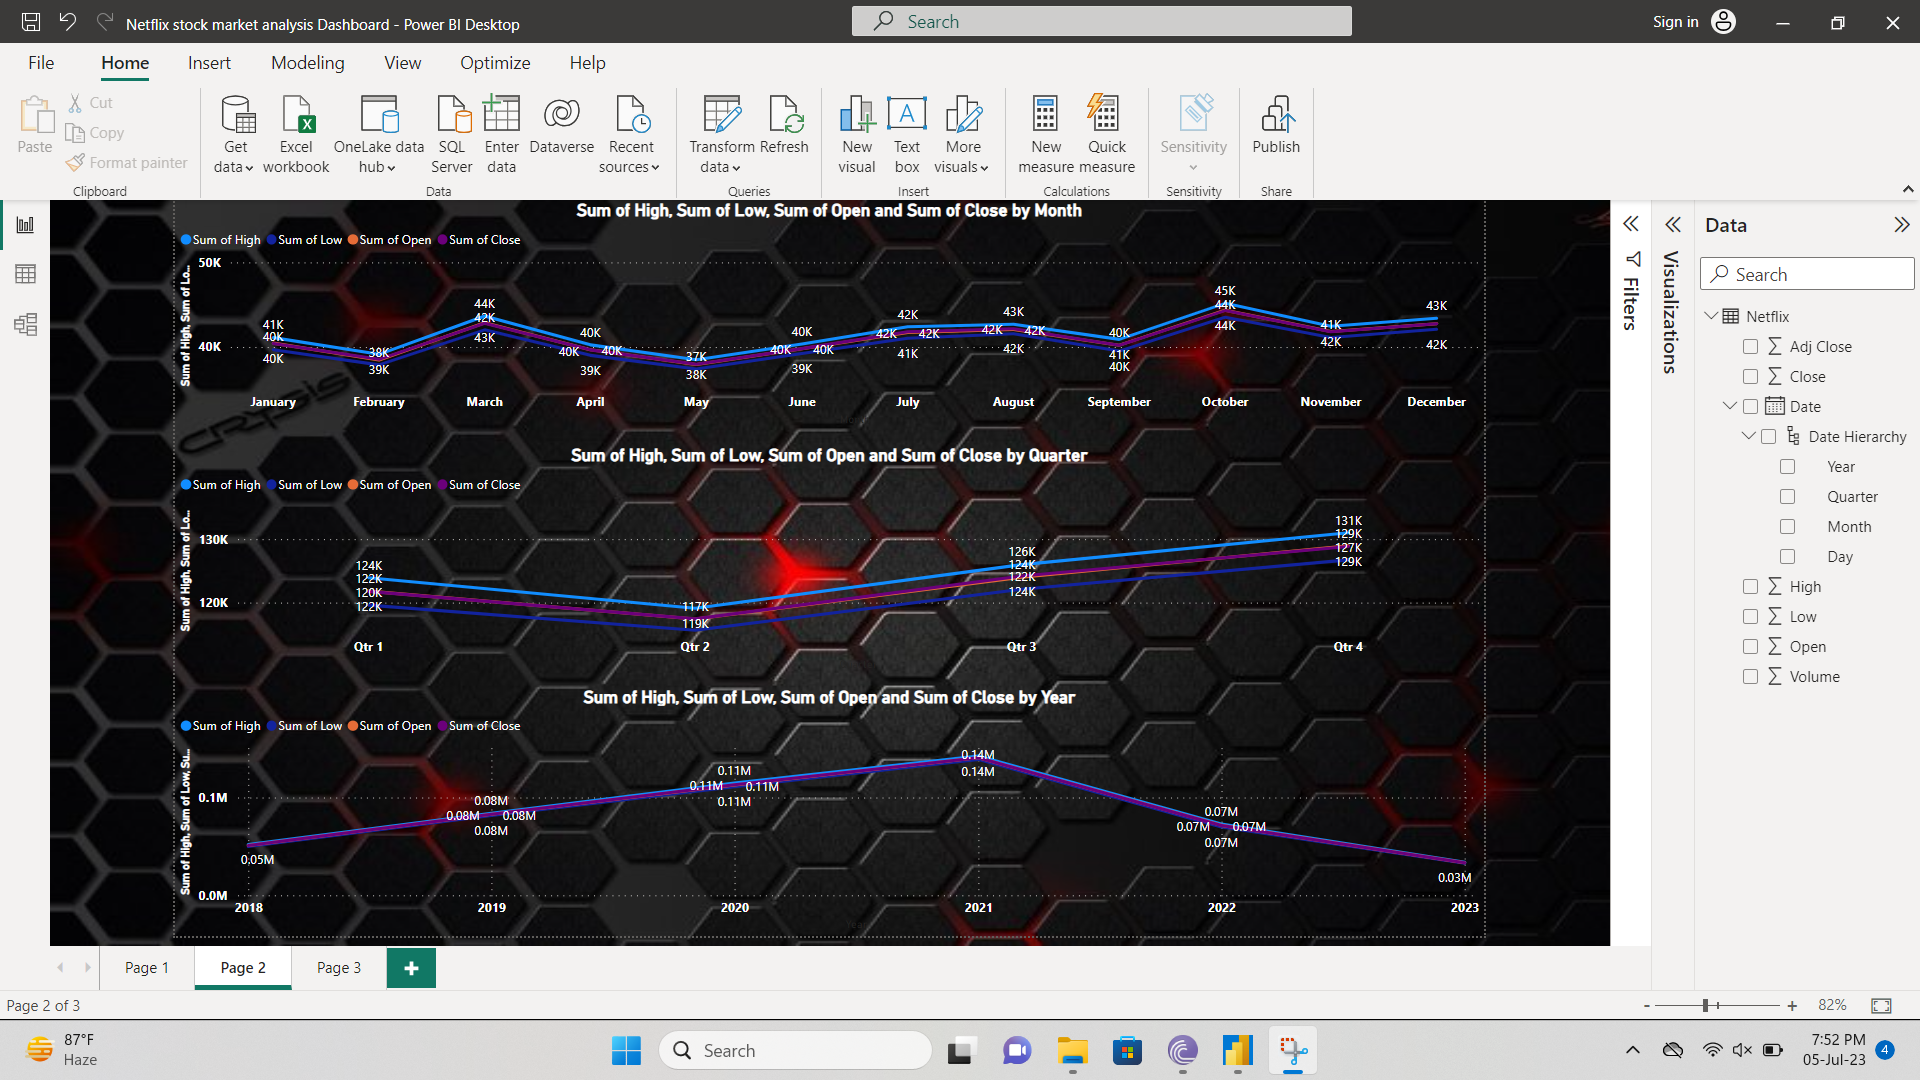 Netflix stock market analysis Dashboard - Power BI Desktop
Search
Sign in
File Home Insert Modeling View Optimize Help
Paste
Cut
Copy
Format painter
Clipboard
Get data
Excel workbook
OneLake data hub
SQL Server
Enter data
Dataverse
Recent sources
Data
Transform data
Refresh
Queries
New visual
Text box
More visuals
Insert
New measure
Quick measure
Calculations
Sensitivity
Sensitivity
Publish
Share
Sum of High, Sum of Low, Sum of Open and Sum of Close by Month
Sum of High Sum of Low Sum of Open Sum of Close
Sum of High, Sum of Lo...
50K
40K
41K 40K 40K
38K 39K
44K 42K 43K
40K 40K 40K 39K
37K 38K
40K 40K 40K 39K
42K 42K 42K 41K
43K 42K 42K 42K
40K 41K 40K
45K 44K 44K
41K 42K
43K 42K
January February March April May June July August September October November December
crysis
Sum of High, Sum of Low, Sum of Open and Sum of Close by Quarter
Sum of High Sum of Low Sum of Open Sum of Close
Sum of High, Sum of Lo...
130K
120K
124K 122K 120K 122K
117K 119K
126K 124K 122K 124K
131K 129K 127K 129K
Qtr 1 Qtr 2 Qtr 3 Qtr 4
Sum of High, Sum of Low, Sum of Open and Sum of Close by Year
Sum of High Sum of Low Sum of Open Sum of Close
Sum of High, Sum of Low, Su...
0.1M
0.0M
0.05M
0.08M 0.08M 0.08M 0.08M
0.11M 0.11M 0.11M 0.11M
0.14M 0.14M
0.07M 0.07M 0.07M 0.07M
0.03M
2018 2019 2020 2021 2022 2023
Filters
Visualizations
Data
Search
Netflix
Adj Close
Close
Date
Date Hierarchy
Year
Quarter
Month
Day
High
Low
Open
Volume
Page 1 Page 2 Page 3
Page 2 of 3
82%
87°F
Haze
Search
7:52 PM
05-Jul-23
4